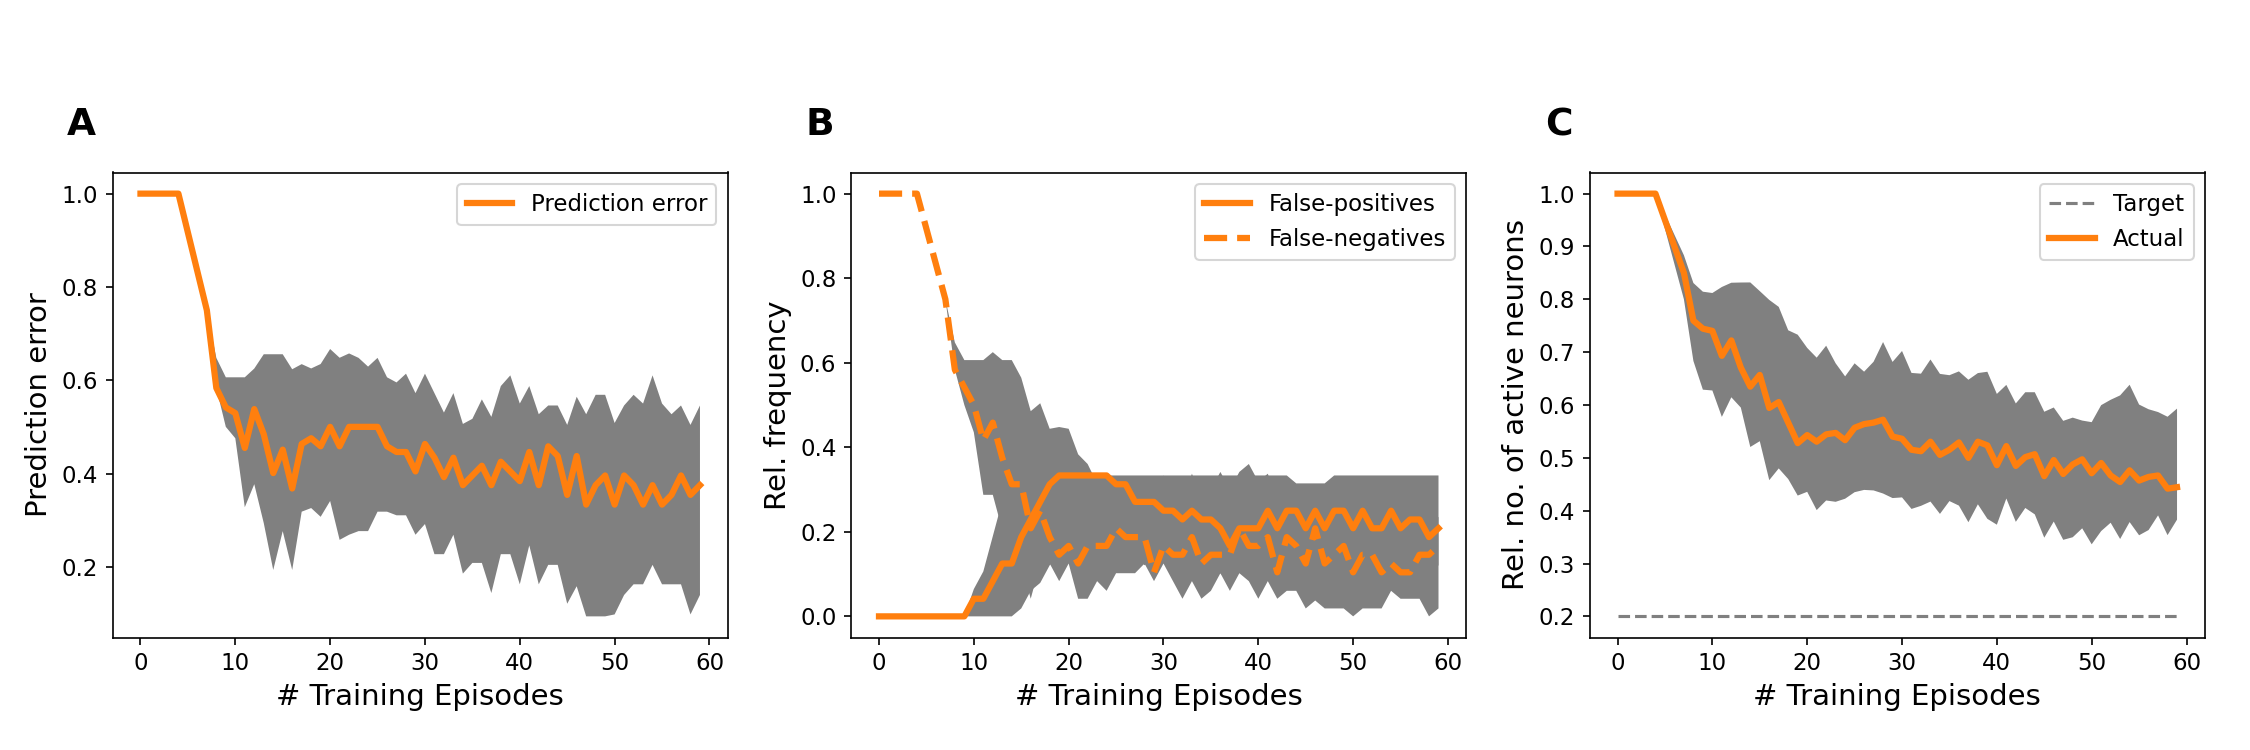 A
B
C
1.0
0.8
0.6
0.4
0.2
Prediction error
Prediction error
0
10
20
30
40
50
60
# Training Episodes
1.0
0.8
0.6
0.4
0.2
0.0
Rel. frequency
False-positives
False-negatives
0
10
20
30
40
50
60
# Training Episodes
1.0
0.9
0.8
0.7
0.6
0.5
0.4
0.3
0.2
Rel. no. of active neurons
Target
Actual
0
10
20
30
40
50
60
# Training Episodes